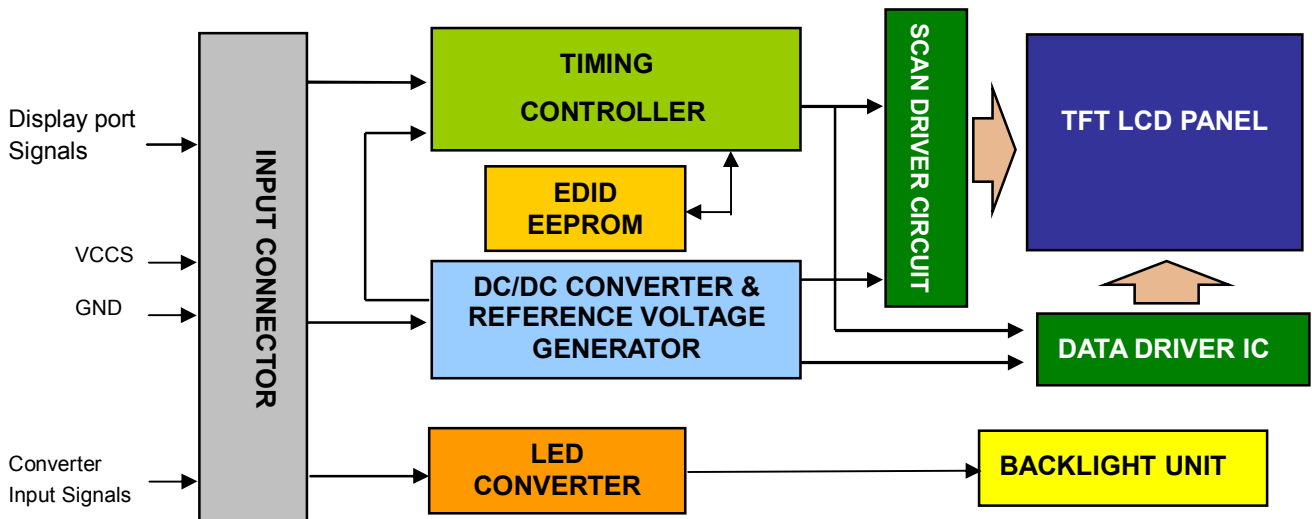 Display port
Signals
VCCS
GND
Converter
Input Signals
INPUT CONNECTOR
TIMING
CONTROLLER
EDID
EEPROM
DC/DC CONVERTER &
REFERENCE VOLTAGE
GENERATOR
LED
CONVERTER
SCAN DRIVER CIRCUIT
TFT LCD PANEL
DATA DRIVER IC
BACKLIGHT UNIT